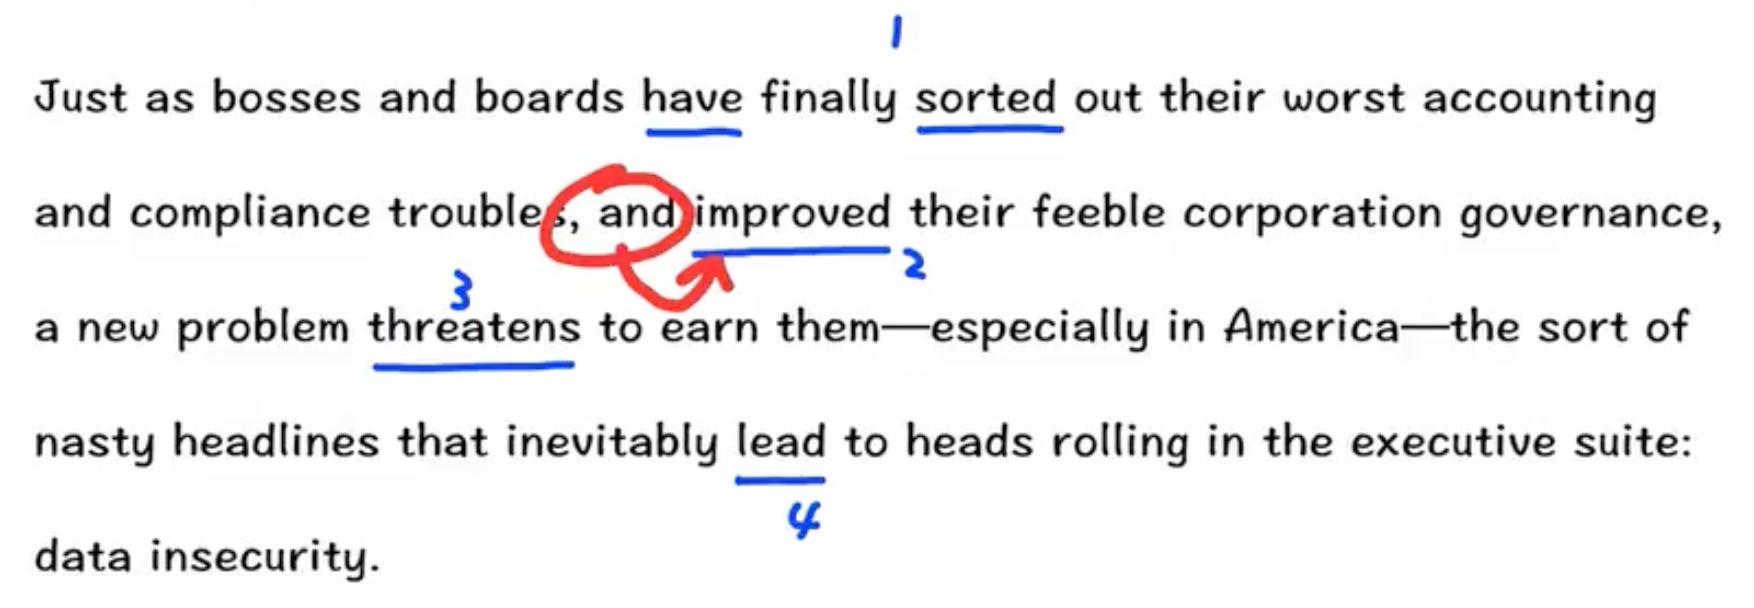 1
Just as bosses and boards have finally sorted out their worst accounting
and compliance troubles, and improved their feeble corporation governance,
2
3
a new problem threatens to earn them—especially in America—the sort of
nasty headlines that inevitably lead to heads rolling in the executive suite:
4
data insecurity.